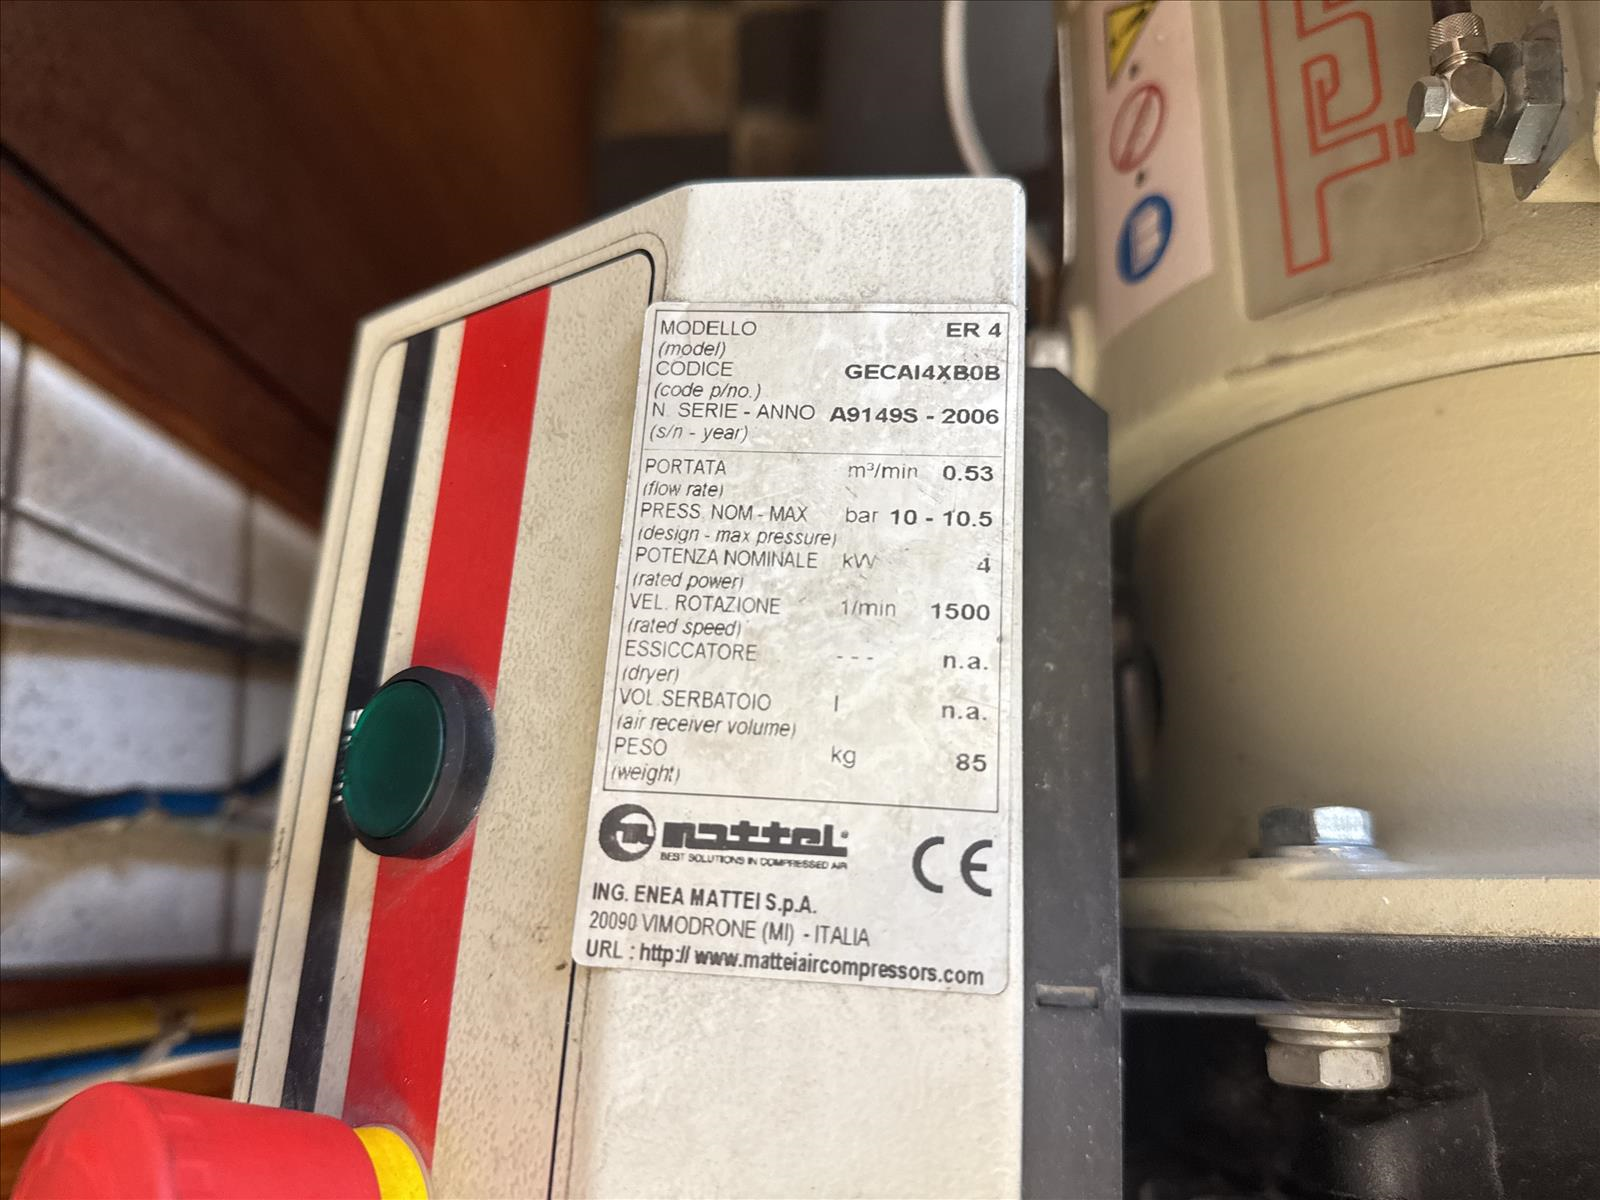 MODELLO ER 4
(model)
CODICE GECAI4XB0B
(code p/no.)
N. SERIE - ANNO A9149S - 2006
(s/n - year)
PORTATA m³/min 0.53
(flow rate)
PRESS. NOM - MAX bar 10 - 10.5
(design - max pressure)
POTENZA NOMINALE kW 4
(rated power)
VEL. ROTAZIONE 1/min 1500
(rated speed)
ESSICCATORE - - - n.a.
(dryer)
VOL.SERBATOIO l n.a.
(air receiver volume)
PESO kg 85
(weight)
mattei
BEST SOLUTIONS IN COMPRESSED AIR
CE
ING. ENEA MATTEI S.p.A.
20090 VIMODRONE (MI) - ITALIA
URL : http:// www.matteiaircompressors.com